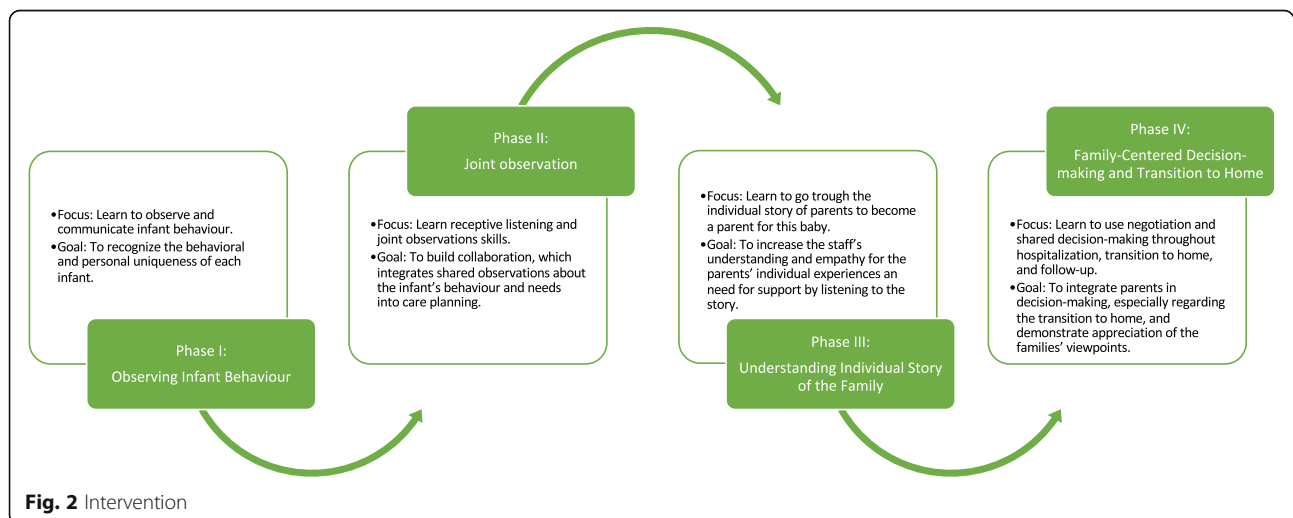 Phase I:
Observing Infant Behaviour
•Focus: Learn to observe and
communicate infant behaviour.
•Goal: To recognize the behavioral
and personal uniqueness of each
infant.
Phase II:
Joint observation
•Focus: Learn receptive listening and
joint observations skills.
•Goal: To build collaboration, which
integrates shared observations about
the infant's behaviour and needs
into care planning.
•Focus: Learn to go trough the
individual story of parents to become
a parent for this baby.
•Goal: To increase the staff's
understanding and empathy for the
parents' individual experiences an
need for support by listening to the
story.
Phase III:
Understanding Individual Story
of the Family
Phase IV:
Family-Centered Decision-
making and Transition to Home
•Focus: Learn to use negotiation and
shared decision-making throughout
hospitalization, transition to home,
and follow-up.
•Goal: To integrate parents in
decision-making, especially regarding
the transition to home, and
demonstrate appreciation of the
families' viewpoints.
Fig. 2 Intervention